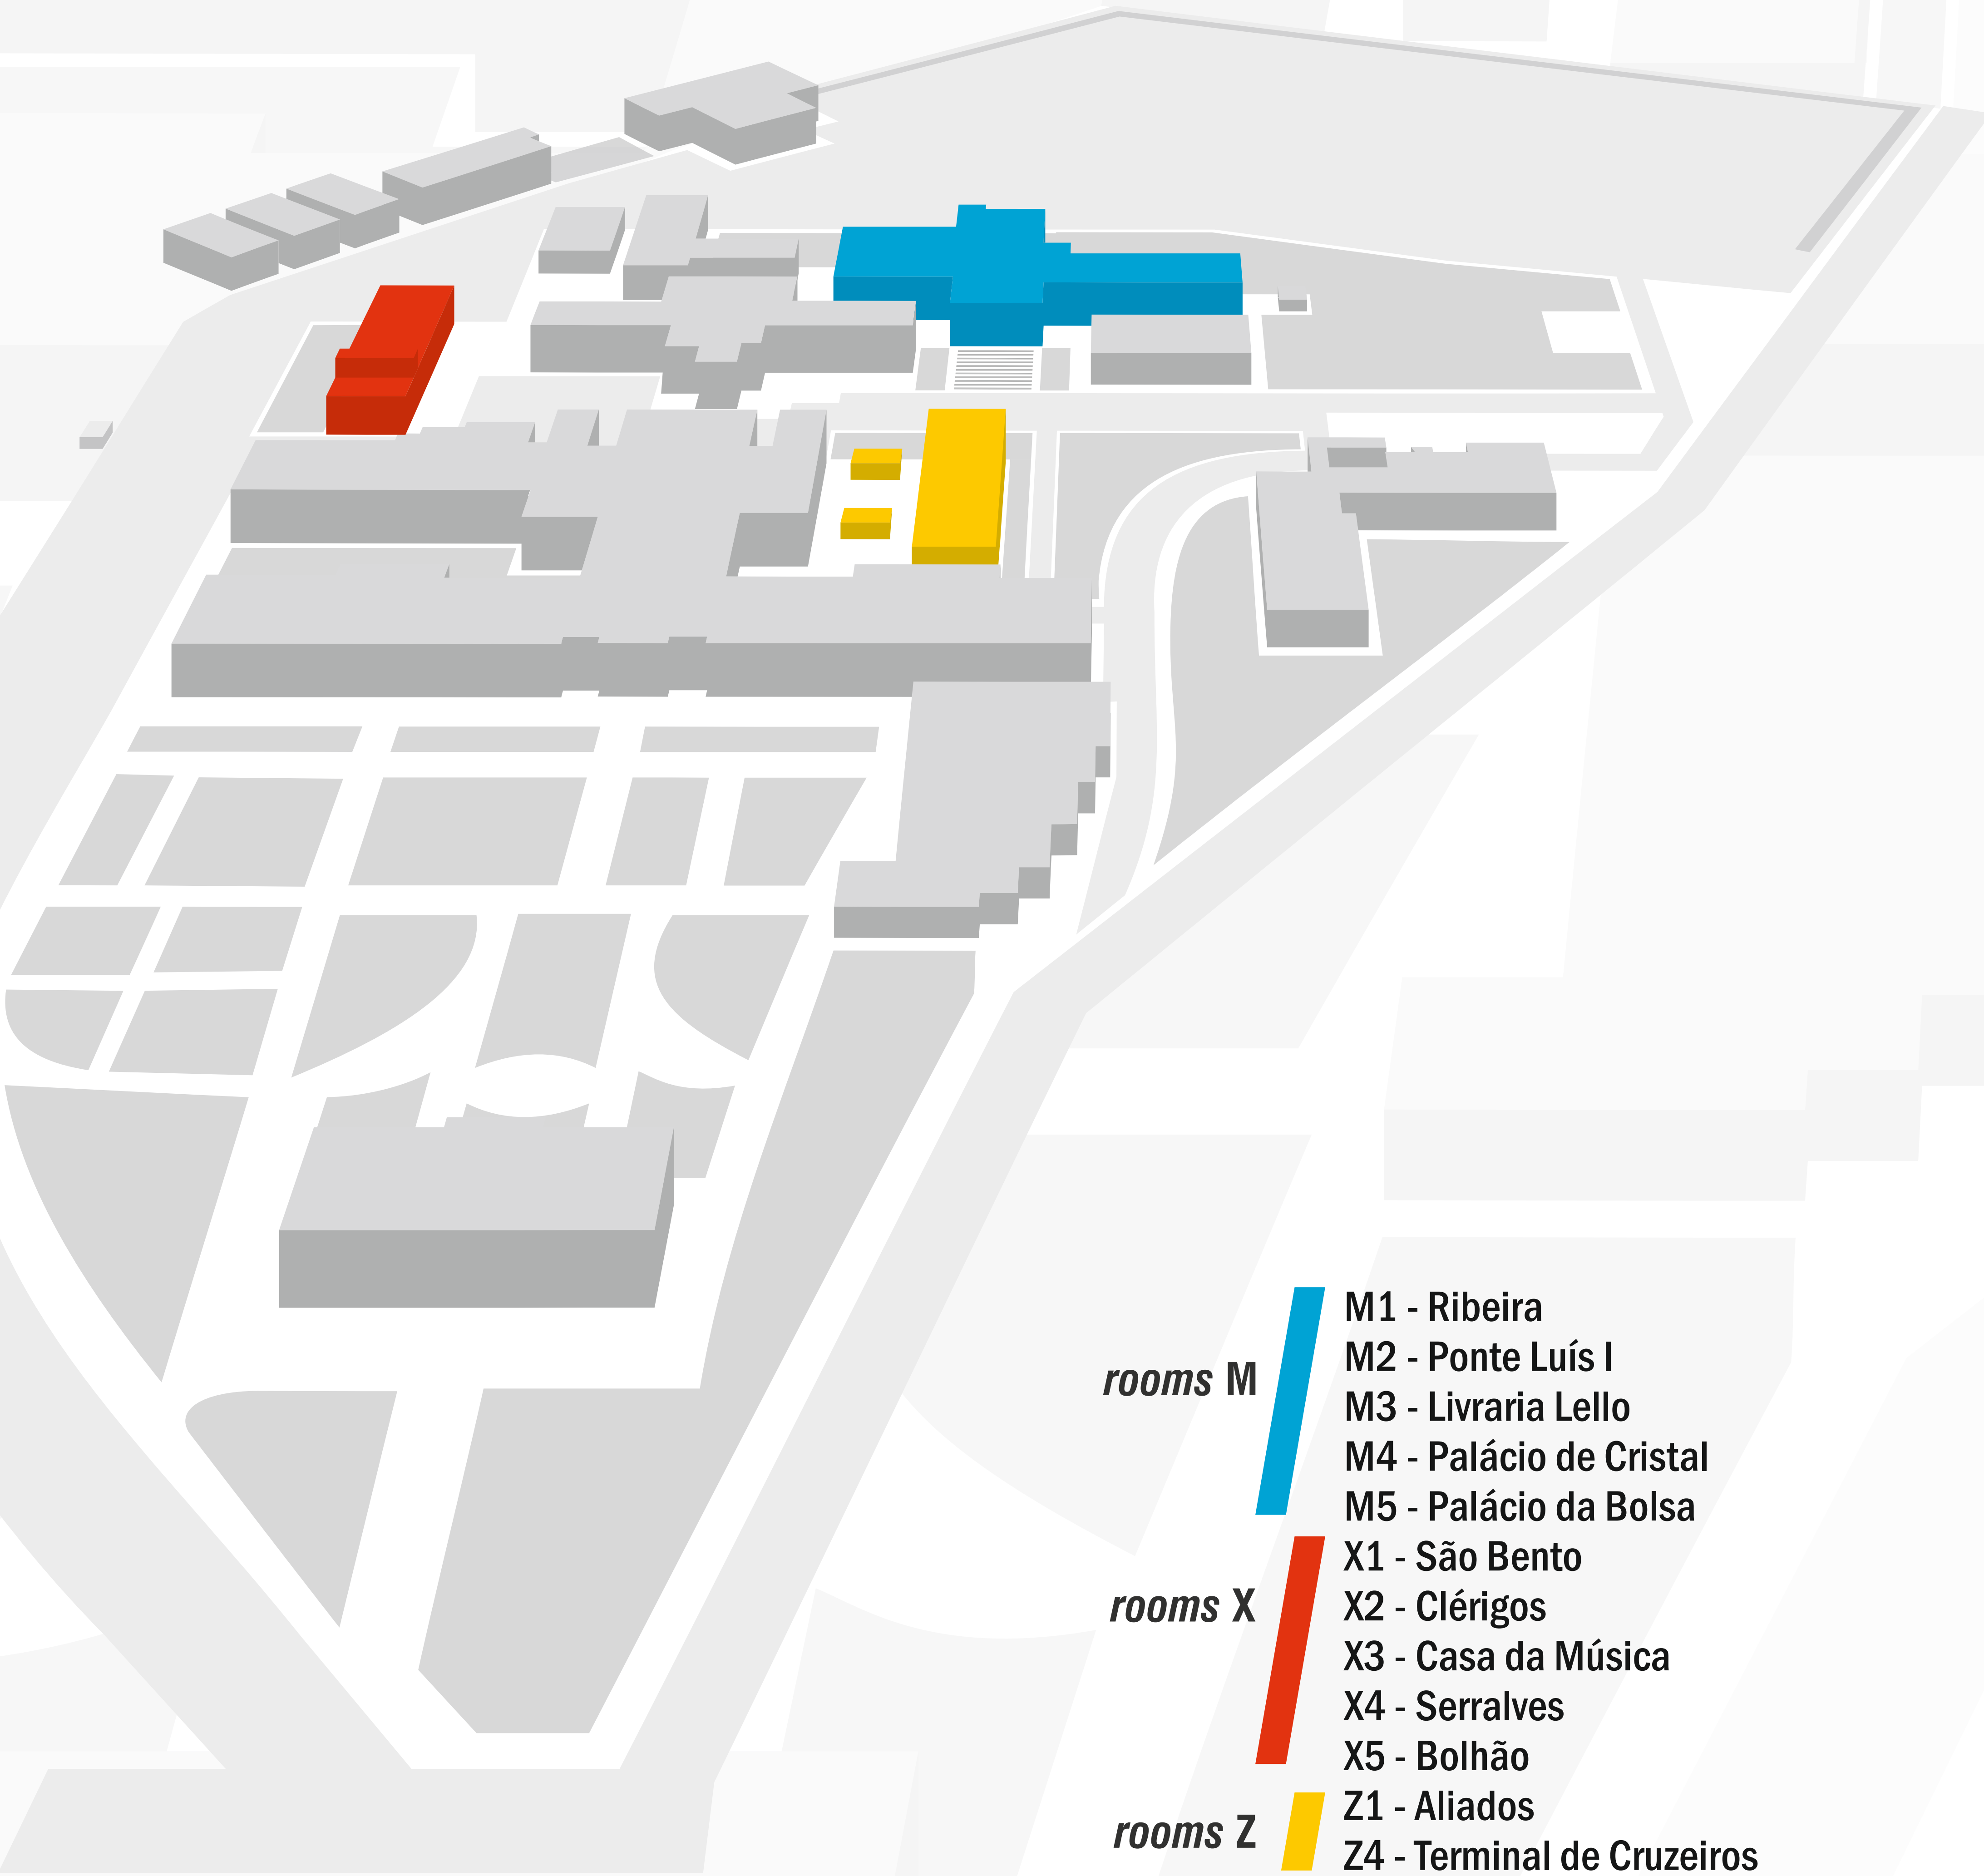 rooms M
M1 - Ribeira
M2 - Ponte Luís I
M3 - Livraria Lello
M4 - Palácio de Cristal
M5 - Palácio da Bolsa
rooms X
X1 - São Bento
X2 - Clérigos
X3 - Casa da Música
X4 - Serralves
X5 - Bolhão
rooms Z
Z1 - Aliados
Z4 - Terminal de Cruzeiros